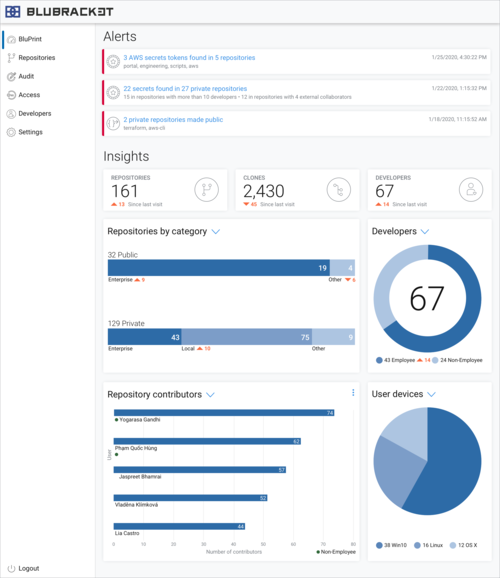 BLUBRACKET
BluPrint
Repositories
Audit
Access
Developers
Settings
Logout
Alerts
3 AWS secrets tokens found in 5 repositories
1/25/2020, 4:30:22 PM
portal, engineering, scripts, aws
22 secrets found in 27 private repositories
1/22/2020, 1:15:32 PM
15 in repositories with more than 10 developers • 12 in repositories with 4 external collaborators
2 private repositories made public
1/18/2020, 11:15:52 AM
terraform, aws-cli
Insights
REPOSITORIES
161
13 Since last visit
CLONES
2,430
45 Since last visit
DEVELOPERS
67
14 Since last visit
Repositories by category
32 Public
19 4
Enterprise 9 Other 6
129 Private
43 75 9
Enterprise Local 10 Other
Developers
67
43 Employee 14 24 Non-Employee
Repository contributors
User
74
Yogarasa Gandhi
62
Phạm Quốc Hùng
57
Jaspreet Bhamrai
52
Vladěna Klímková
44
Lia Castro
0 10 20 30 40 50 60 70 80
Number of contributors
Non-Employee
User devices
38 Win10 16 Linux 12 OS X